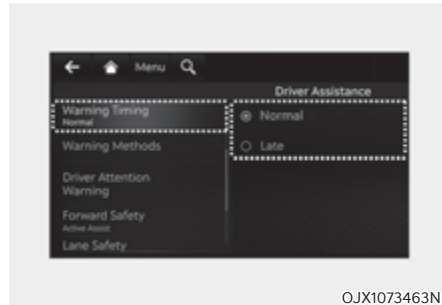 Menu
Driver Assistance
Warning Timing
Normal
Warning Methods
Driver Attention
Warning
Forward Safety
Active Assist
Lane Safety
Normal
Late
OJX1073463N